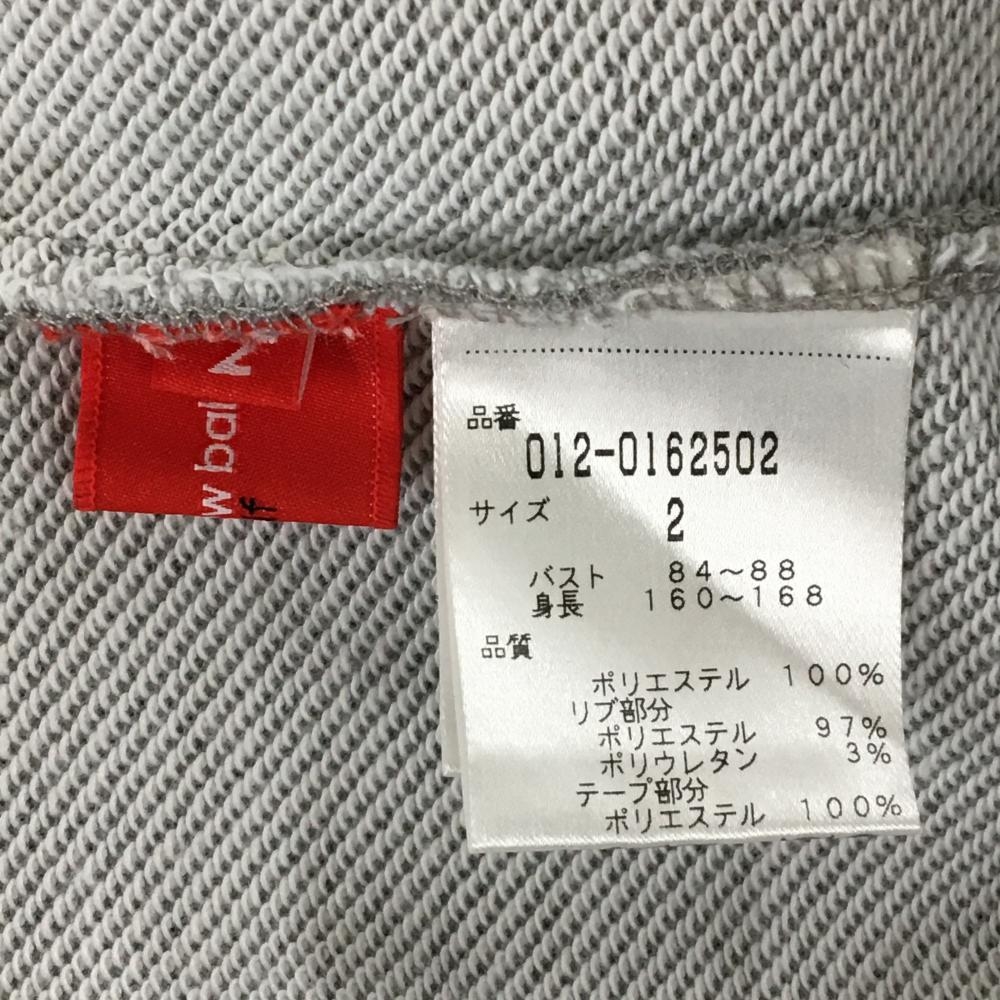 w bal
品番
012-0162502
サイズ 2
バスト 84～88
身長 160～168
品質
ポリエステル 100%
リブ部分
ポリエステル 97%
ポリウレタン 3%
テープ部分
ポリエステル 100%